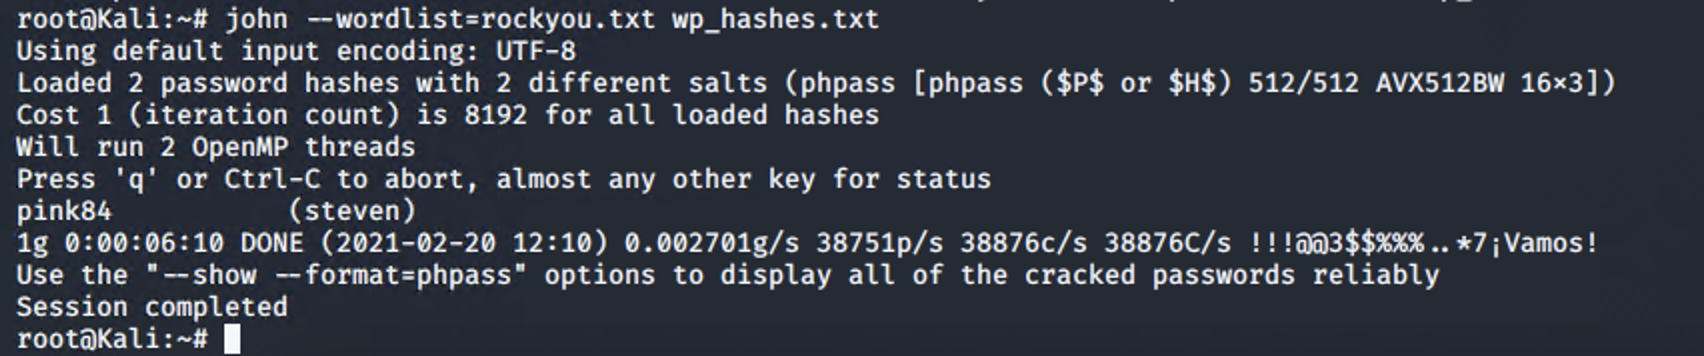 root@Kali:~# john --wordlist=rockyou.txt wp_hashes.txt
Using default input encoding: UTF-8
Loaded 2 password hashes with 2 different salts (phpass [phpass ($P$ or $H$) 512/512 AVX512BW 16×3])
Cost 1 (iteration count) is 8192 for all loaded hashes
Will run 2 OpenMP threads
Press 'q' or Ctrl-C to abort, almost any other key for status
pink84           (steven)
1g 0:00:06:10 DONE (2021-02-20 12:10) 0.002701g/s 38751p/s 38876c/s 38876C/s !!!@@3$$%%%..*7¡Vamos!
Use the "--show --format=phpass" options to display all of the cracked passwords reliably
Session completed
root@Kali:~#